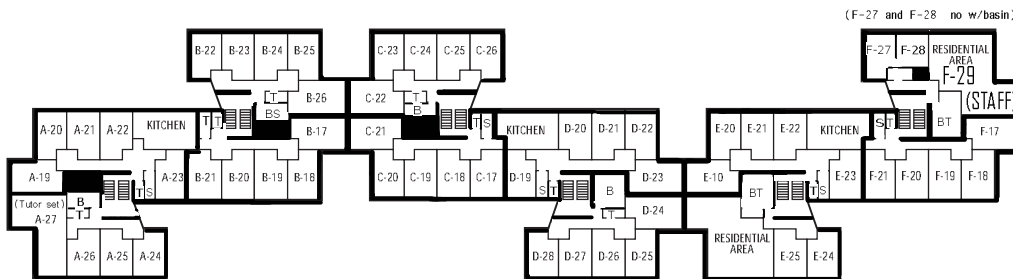 (F-27 and F-28 no w/basin)
B-22 B-23 B-24 B-25
C-23 C-24 C-25 C-26
F-27 F-28 RESIDENTIAL
AREA
F-29
(STAFF)
T B-26
BS
C-22 T
B
A-20 A-21 A-22 KITCHEN
T T
B-17
C-21
T S
KITCHEN D-20 D-21 D-22
E-20 E-21 E-22 KITCHEN
S T
BT
F-17
A-19
A-23
T S
B-21 B-20 B-19 B-18
C-20 C-19 C-18 C-17
D-19
S T
D-23
E-10
BT
E-23
T S
F-21 F-20 F-19 F-18
(Tutor set)
A-27
B
T
B
T
D-24
A-26 A-25 A-24
D-28 D-27 D-26 D-25
RESIDENTIAL
AREA
E-25 E-24